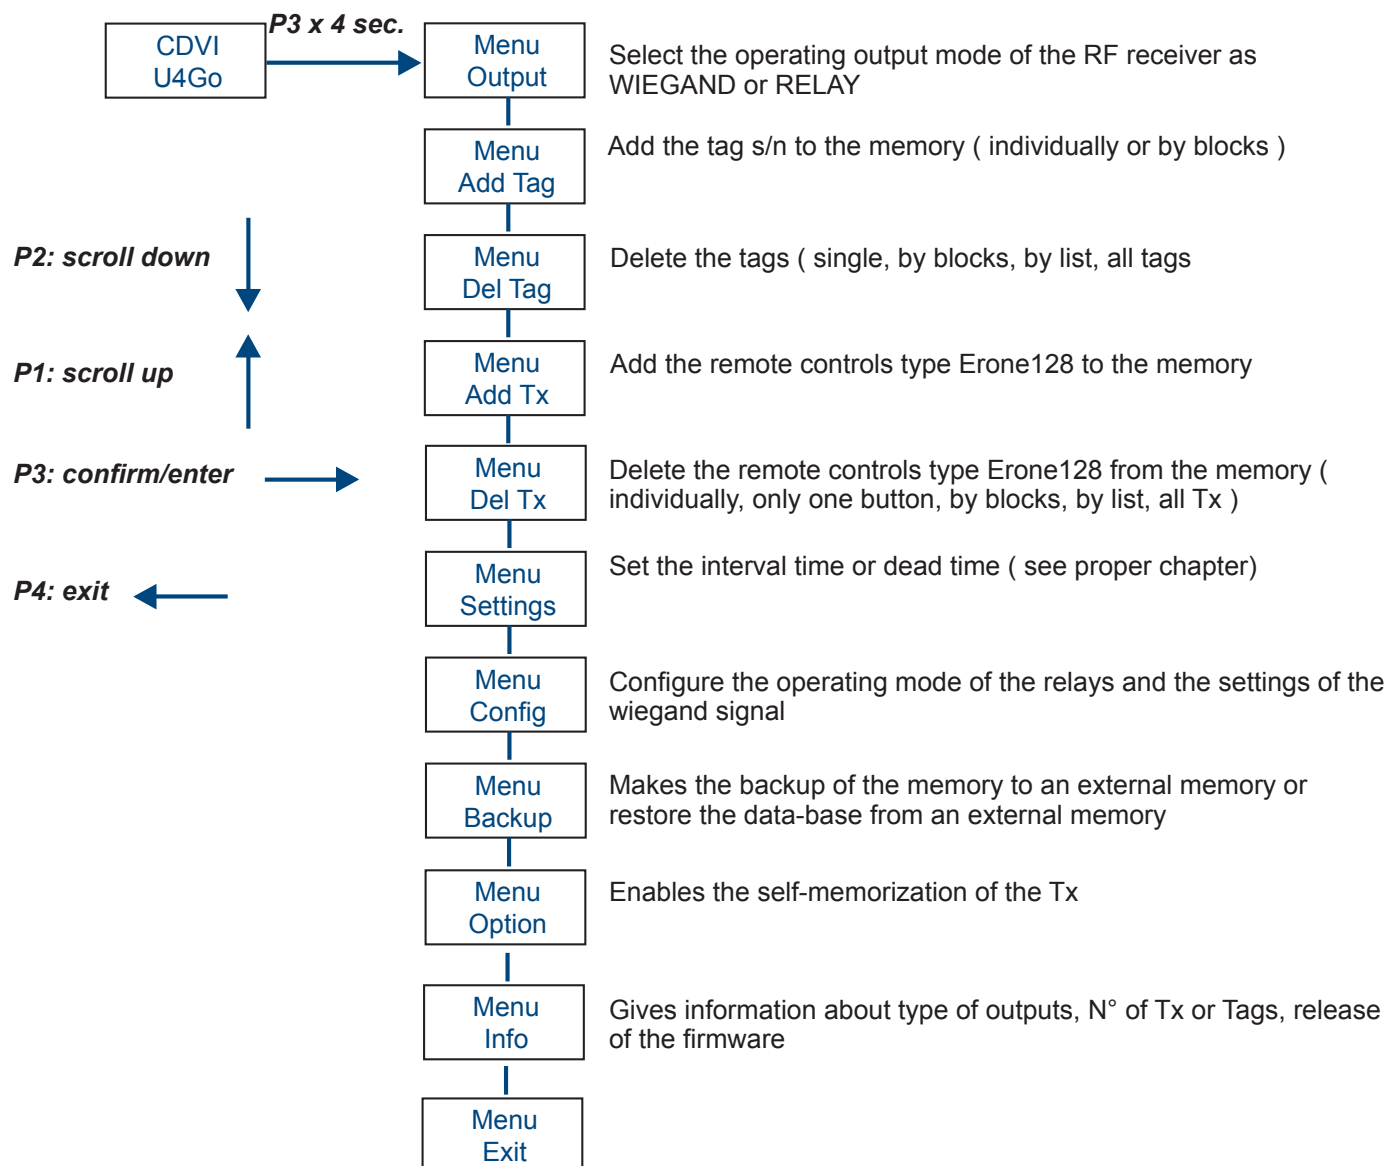 P3 x 4 sec.
CDVI
U4Go
Menu
Output
Select the operating output mode of the RF receiver as
WIEGAND or RELAY
Menu
Add Tag
Add the tag s/n to the memory ( individually or by blocks )
P2: scroll down
Menu
Del Tag
Delete the tags ( single, by blocks, by list, all tags
P1: scroll up
Menu
Add Tx
Add the remote controls type Erone128 to the memory
P3: confirm/enter
Menu
Del Tx
Delete the remote controls type Erone128 from the memory (
individually, only one button, by blocks, by list, all Tx )
P4: exit
Menu
Settings
Set the interval time or dead time ( see proper chapter)
Menu
Config
Configure the operating mode of the relays and the settings of the
wiegand signal
Menu
Backup
Makes the backup of the memory to an external memory or
restore the data-base from an external memory
Menu
Option
Enables the self-memorization of the Tx
Menu
Info
Gives information about type of outputs, N° of Tx or Tags, release
of the firmware
Menu
Exit